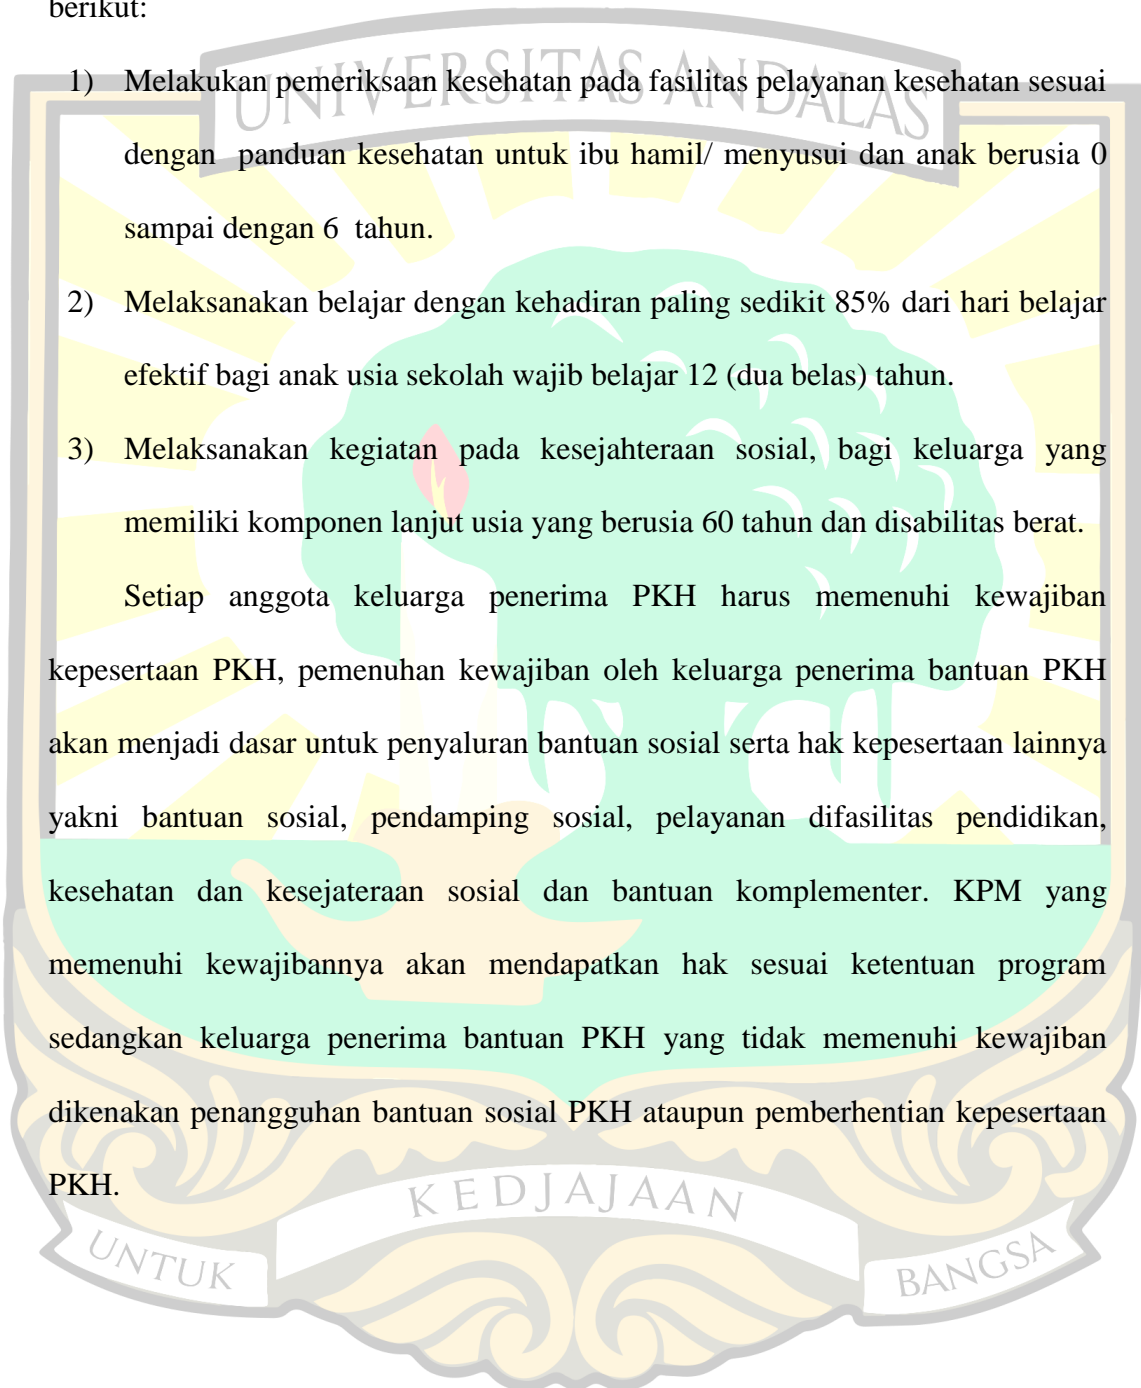 berikut:
UNIVERSITAS ANDALAS
1) Melakukan pemeriksaan kesehatan pada fasilitas pelayanan kesehatan sesuai
dengan panduan kesehatan untuk ibu hamil/ menyusui dan anak berusia 0
sampai dengan 6 tahun.
2) Melaksanakan belajar dengan kehadiran paling sedikit 85% dari hari belajar
efektif bagi anak usia sekolah wajib belajar 12 (dua belas) tahun.
3) Melaksanakan kegiatan pada kesejahteraan sosial, bagi keluarga yang
memiliki komponen lanjut usia yang berusia 60 tahun dan disabilitas berat.
Setiap anggota keluarga penerima PKH harus memenuhi kewajiban
kepesertaan PKH, pemenuhan kewajiban oleh keluarga penerima bantuan PKH
akan menjadi dasar untuk penyaluran bantuan sosial serta hak kepesertaan lainnya
yakni bantuan sosial, pendamping sosial, pelayanan difasilitas pendidikan,
kesehatan dan kesejateraan sosial dan bantuan komplementer. KPM yang
memenuhi kewajibannya akan mendapatkan hak sesuai ketentuan program
sedangkan keluarga penerima bantuan PKH yang tidak memenuhi kewajiban
dikenakan penangguhan bantuan sosial PKH ataupun pemberhentian kepesertaan
PKH.
UNTUK KEDJAJAAN BANGSA